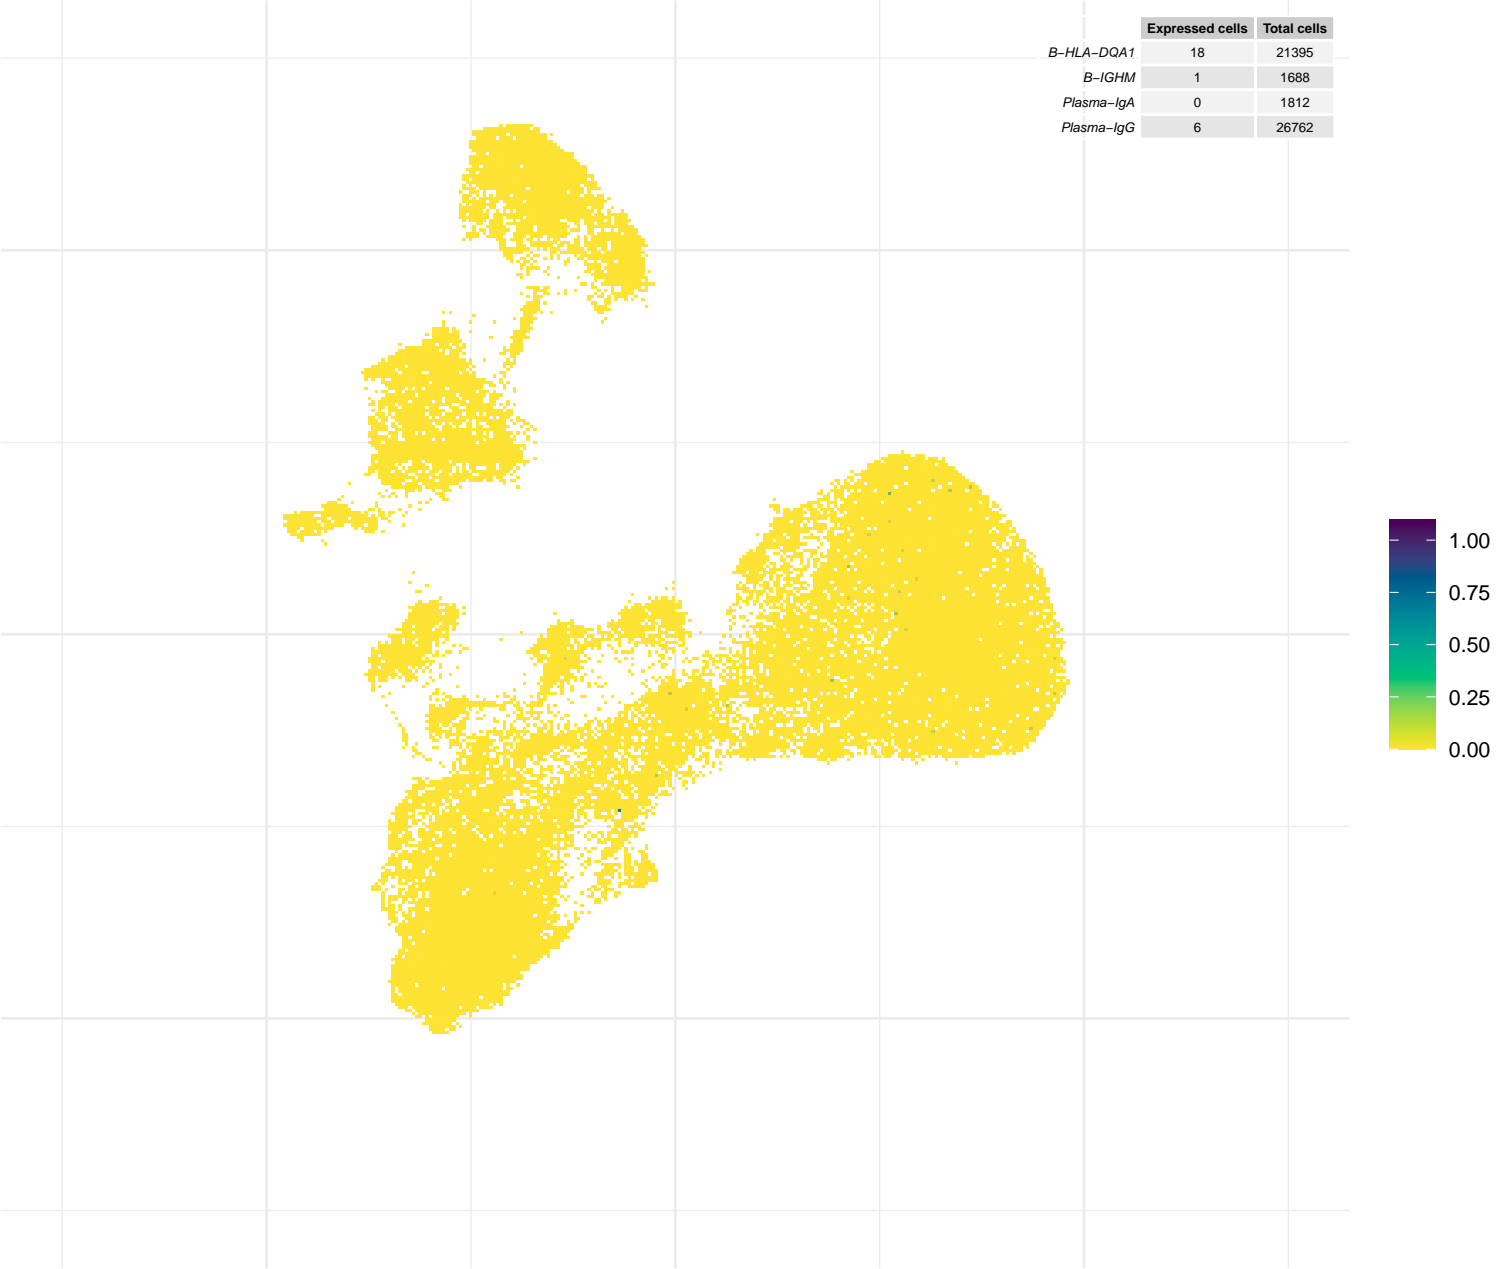 Expressed cells Total cells
B−HLA−DQA1 18 21395
B−IGHM 1 1688
Plasma−IgA 0 1812
Plasma−IgG 6 26762
1.00
0.75
0.50
0.25
0.00